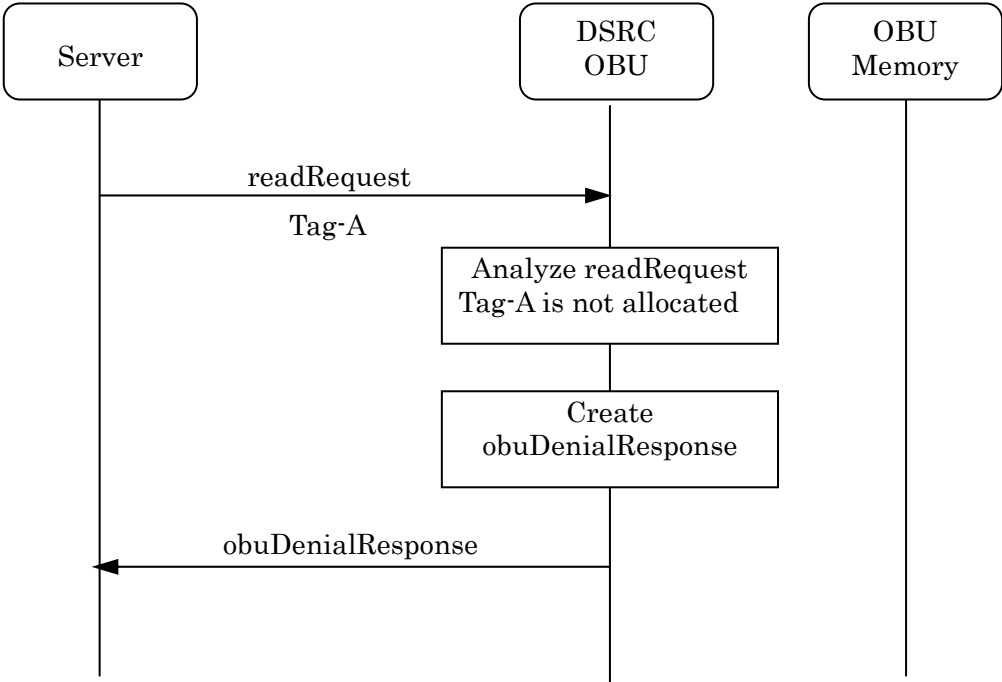 Server
DSRC
OBU
OBU
Memory
readRequest
Tag-A
Analyze readRequest
Tag-A is not allocated
Create
obuDenialResponse
obuDenialResponse